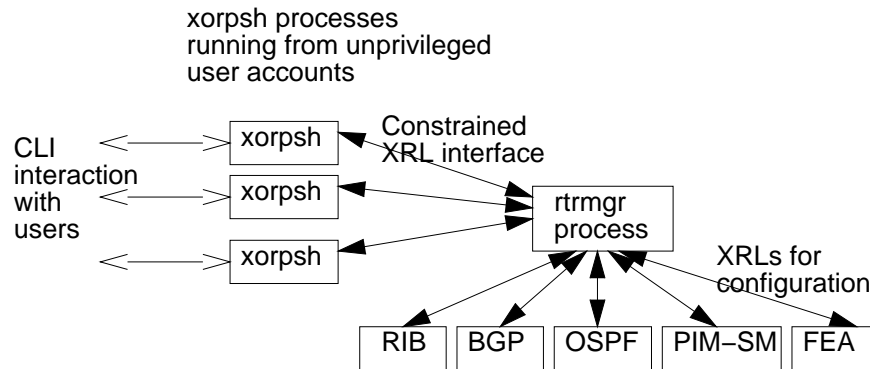 xorpsh processes
running from unprivileged
user accounts
CLI
interaction
with
users
xorpsh
xorpsh
xorpsh
Constrained
XRL interface
rtrmgr
process
XRLs for
configuration
RIB
BGP
OSPF
PIM−SM
FEA